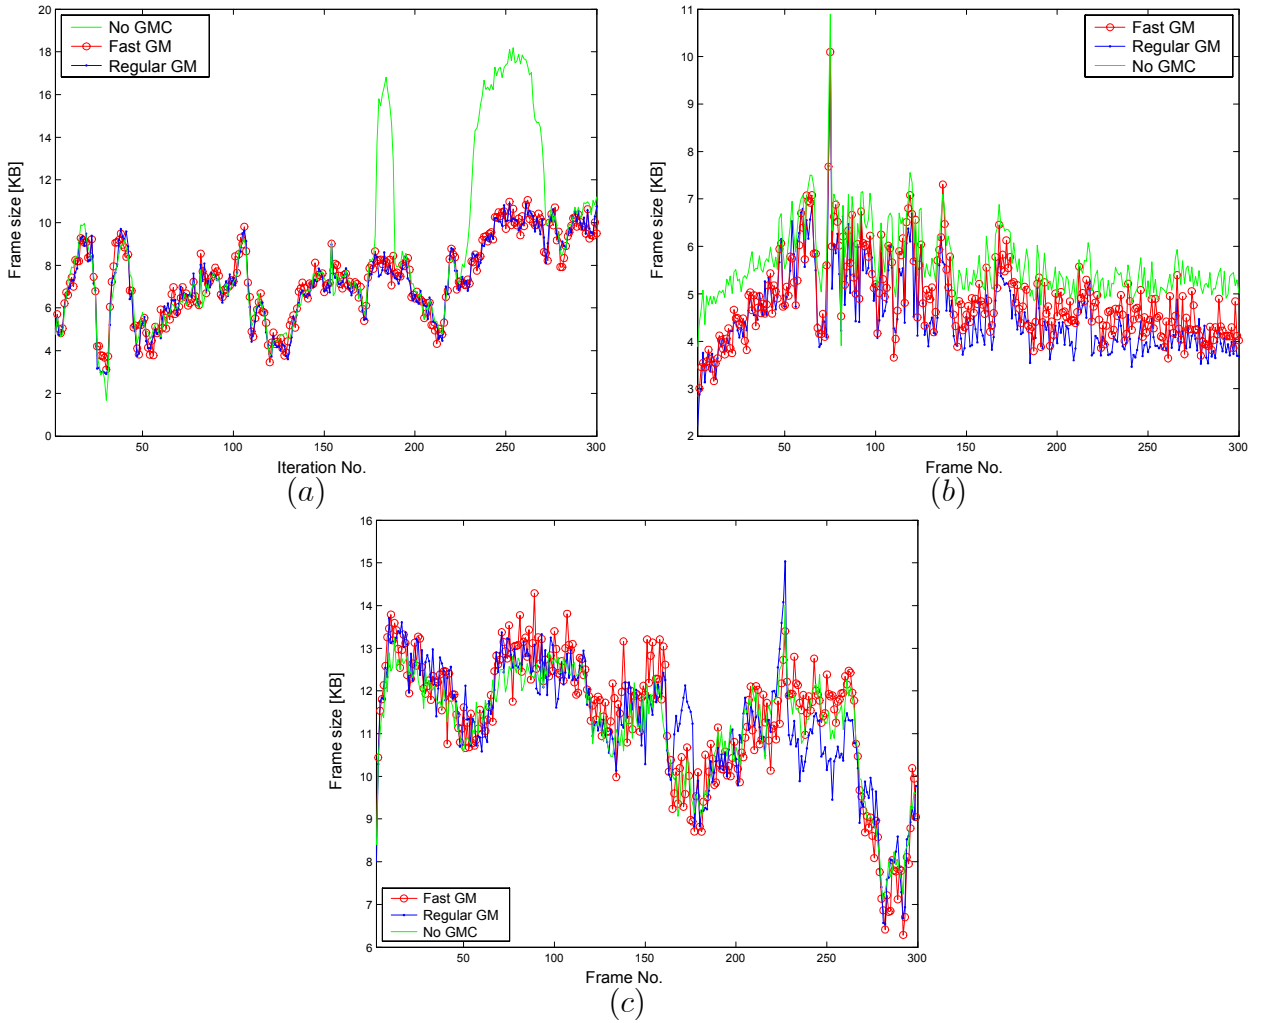 No GMC
Fast GM
Regular GM
Frame size [KB]
20
18
16
14
12
10
8
6
4
2
0
50
100
150
200
250
300
Iteration No.
(a)
Fast GM
Regular GM
No GMC
Frame size [KB]
11
10
9
8
7
6
5
4
3
2
50
100
150
200
250
300
Frame No.
(b)
Frame size [KB]
16
15
14
13
12
11
10
9
8
7
6
Fast GM
Regular GM
No GMC
50
100
150
200
250
300
Frame No.
(c)